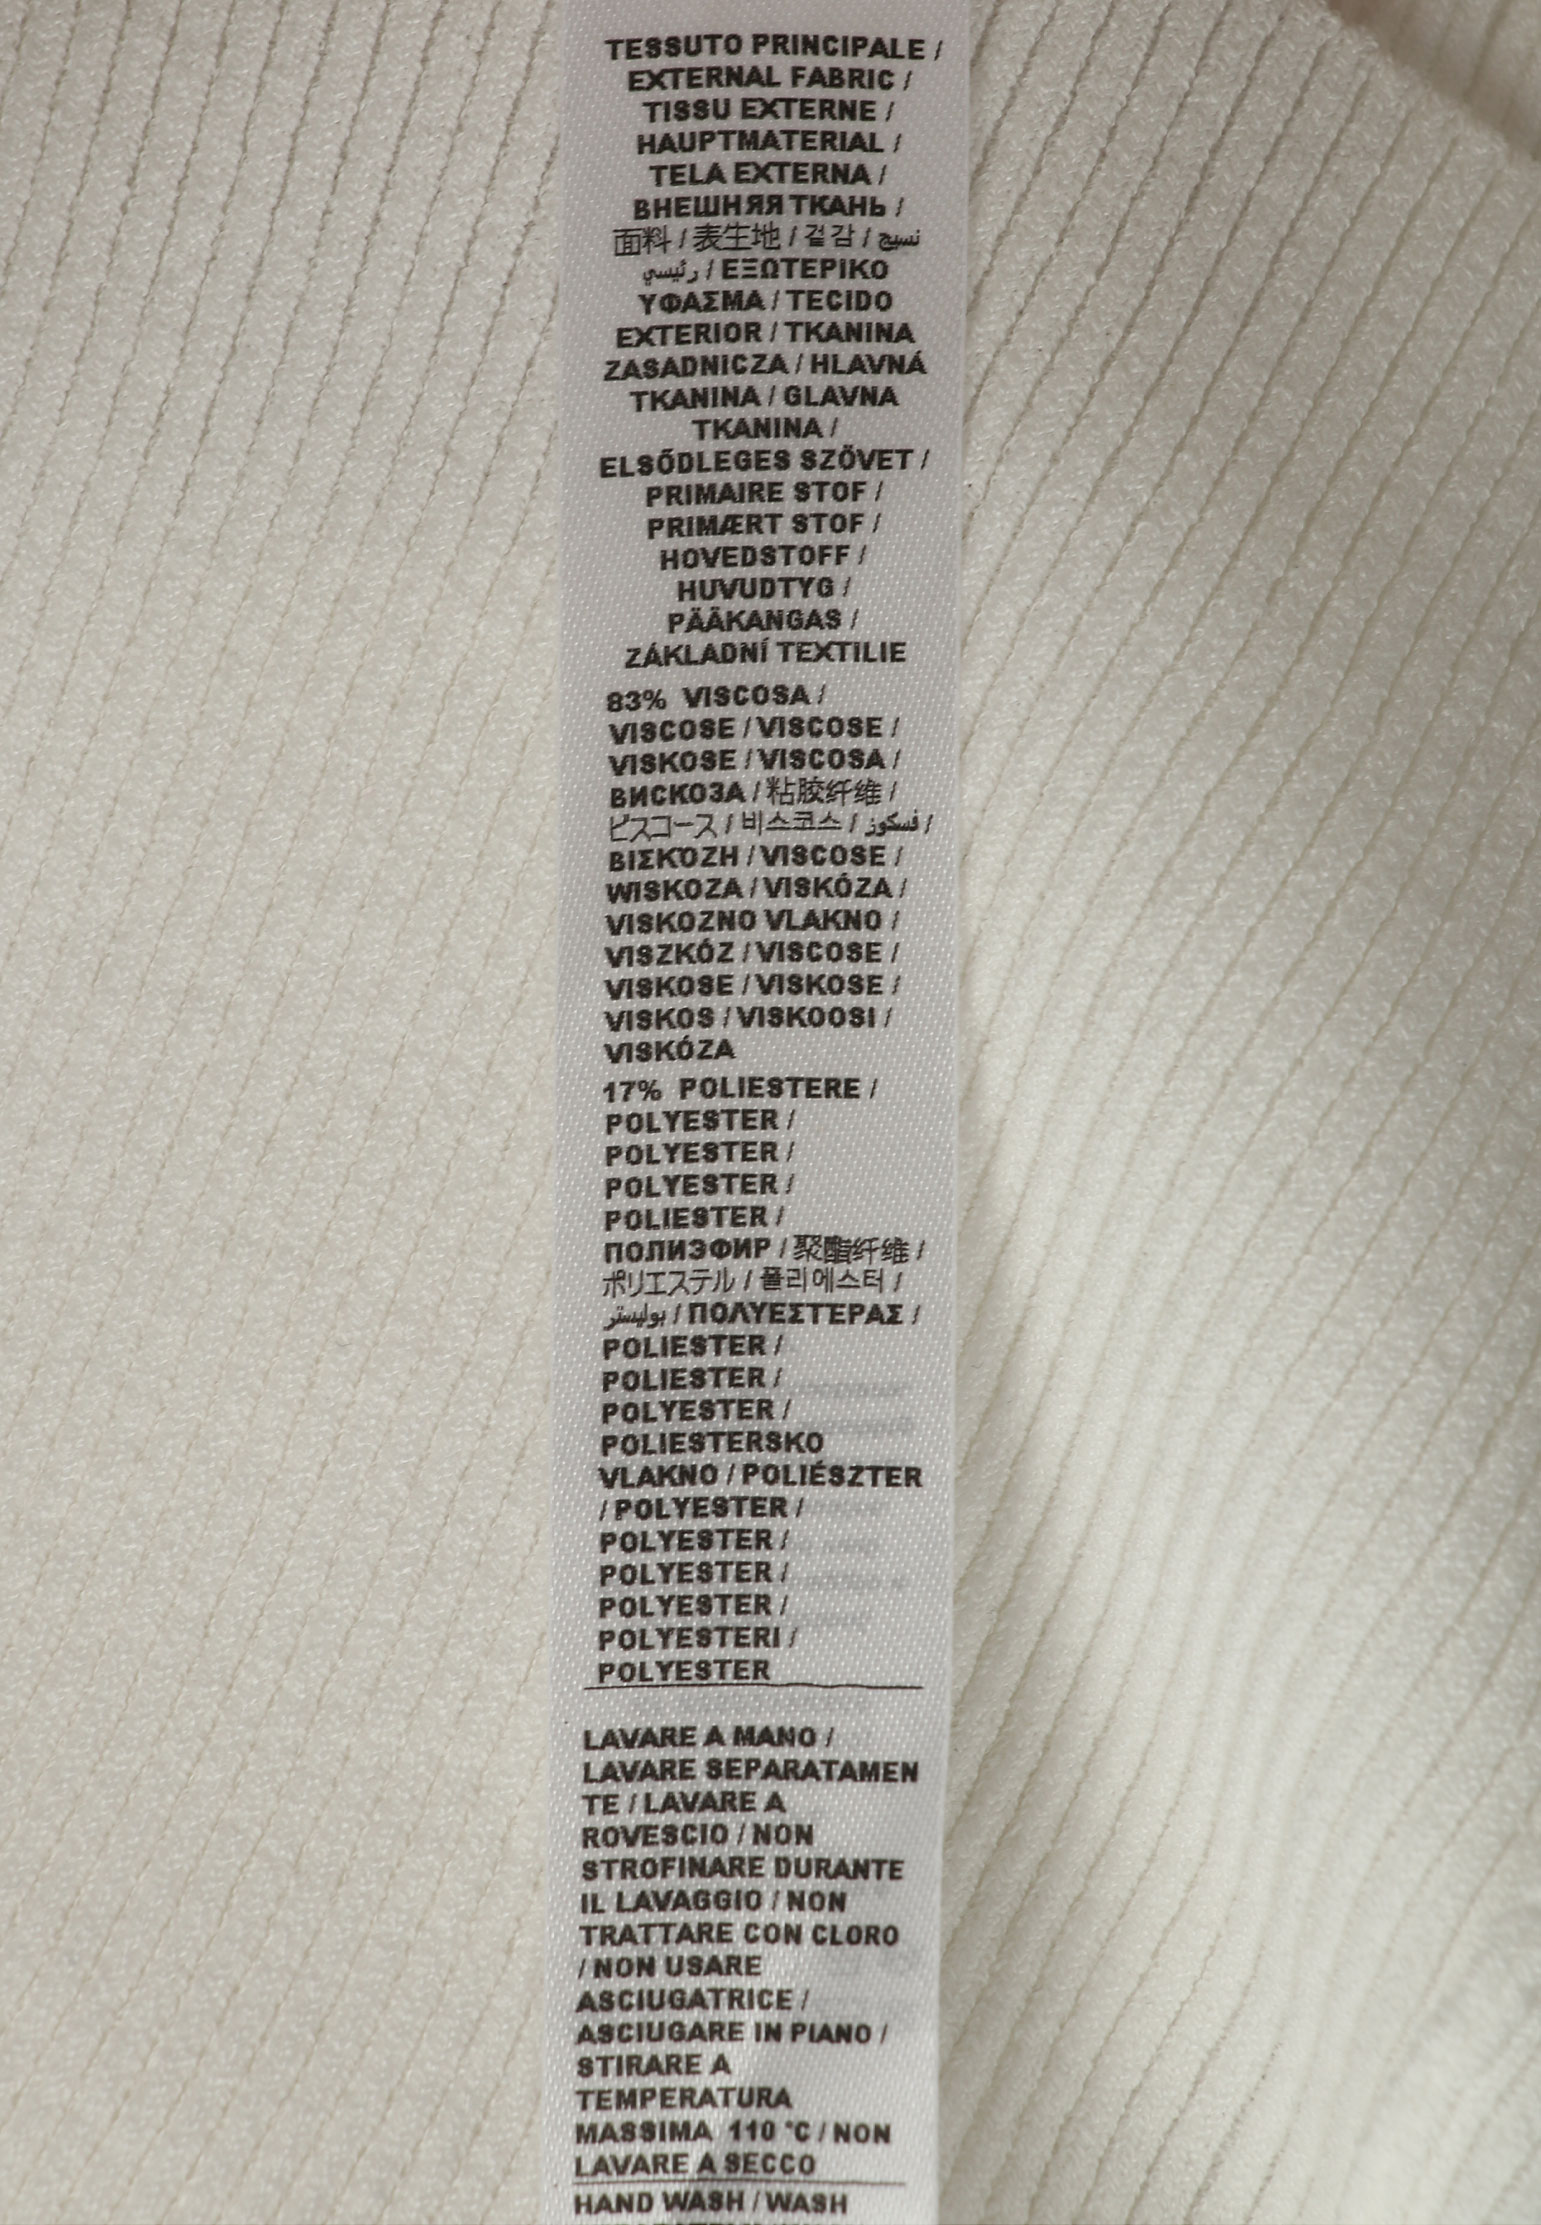 TESSUTO PRINCIPALE /
EXTERNAL FABRIC /
TISSU EXTERNE /
HAUPTMATERIAL /
TELA EXTERNA /
ВНЕШНЯЯ ТКАНЬ /
面料 / 表生地 / 겉감 / نسيج
رئيسي / ΕΞΩΤΕΡΙΚΟ
ΥΦΑΣΜΑ / TECIDO
EXTERIOR / TKANINA
ZASADNICZA / HLAVNÁ
TKANINA / GLAVNA
TKANINA /
ELSŐDLEGES SZÖVET /
PRIMAIRE STOF /
PRIMÆRT STOF /
HOVEDSTOFF /
HUVUDTYG /
PÄÄKANGAS /
ZÁKLADNÍ TEXTILIE
83% VISCOSA /
VISCOSE / VISCOSE /
VISKOSE / VISCOSA /
ВИСКОЗА / 粘胶纤维 /
ビスコース / 비스코스 / فسكوز /
ΒΙΣΚΌΖΗ / VISCOSE /
WISKOZA / VISKÓZA /
VISKOZNO VLAKNO /
VISZKÓZ / VISCOSE /
VISKOSE / VISKOSE /
VISKOS / VISKOOSI /
VISKÓZA
17% POLIESTERE /
POLYESTER /
POLYESTER /
POLYESTER /
POLIESTER /
ПОЛИЭФИР / 聚酯纤维 /
ポリエステル / 폴리에스터 /
بوليستر / ΠΟΛΥΕΣΤΈΡΑΣ /
POLIESTER /
POLIESTER /
POLYESTER /
POLIESTERSKO
VLAKNO / POLIÉSZTER
/ POLYESTER /
POLYESTER /
POLYESTER /
POLYESTER /
POLYESTERI /
POLYESTER
LAVARE A MANO /
LAVARE SEPARATAMEN
TE / LAVARE A
ROVESCIO / NON
STROFINARE DURANTE
IL LAVAGGIO / NON
TRATTARE CON CLORO
/ NON USARE
ASCIUGATRICE /
ASCIUGARE IN PIANO /
STIRARE A
TEMPERATURA
MASSIMA 110 °C / NON
LAVARE A SECCO
HAND WASH / WASH